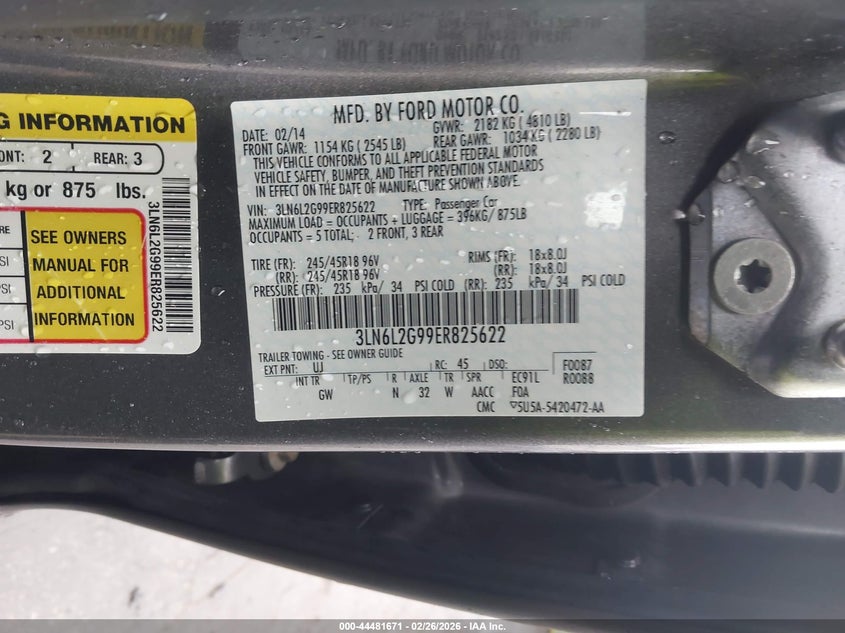 G INFORMATION
ONT: 2 REAR: 3
kg or 875 lbs.
RE
SI
SI
PSI
SEE OWNERS
MANUAL FOR
ADDITIONAL
INFORMATION
3LN6L2G99ER825622
MFD. BY FORD MOTOR CO.
DATE: 02/14 GVWR: 2182 KG ( 4810 LB)
FRONT GAWR: 1154 KG ( 2545 LB) REAR GAWR: 1034 KG ( 2280 LB)
THIS VEHICLE CONFORMS TO ALL APPLICABLE FEDERAL MOTOR
VEHICLE SAFETY, BUMPER, AND THEFT PREVENTION STANDARDS
IN EFFECT ON THE DATE OF MANUFACTURE SHOWN ABOVE.
VIN: 3LN6L2G99ER825622 TYPE: Passenger Car
MAXIMUM LOAD = OCCUPANTS + LUGGAGE = 396KG/ 875LB
OCCUPANTS = 5 TOTAL; 2 FRONT, 3 REAR
TIRE (FR): 245/45R18 96V RIMS (FR): 18x8.0J
(RR): 245/45R18 96V (RR): 18x8.0J
PRESSURE (FR): 235 kPa/ 34 PSI COLD (RR): 235 kPa/ 34 PSI COLD
3LN6L2G99ER825622
TRAILER TOWING - SEE OWNER GUIDE
EXT PNT: UJ RC: 45 DSO: F0087
INT TR TP/PS R AXLE TR SPR EC91L R0088
GW N 32 W AACC FOA
CMC 5U5A-5420472-AA
000-44481671 - 02/26/2026 - IAA Inc.